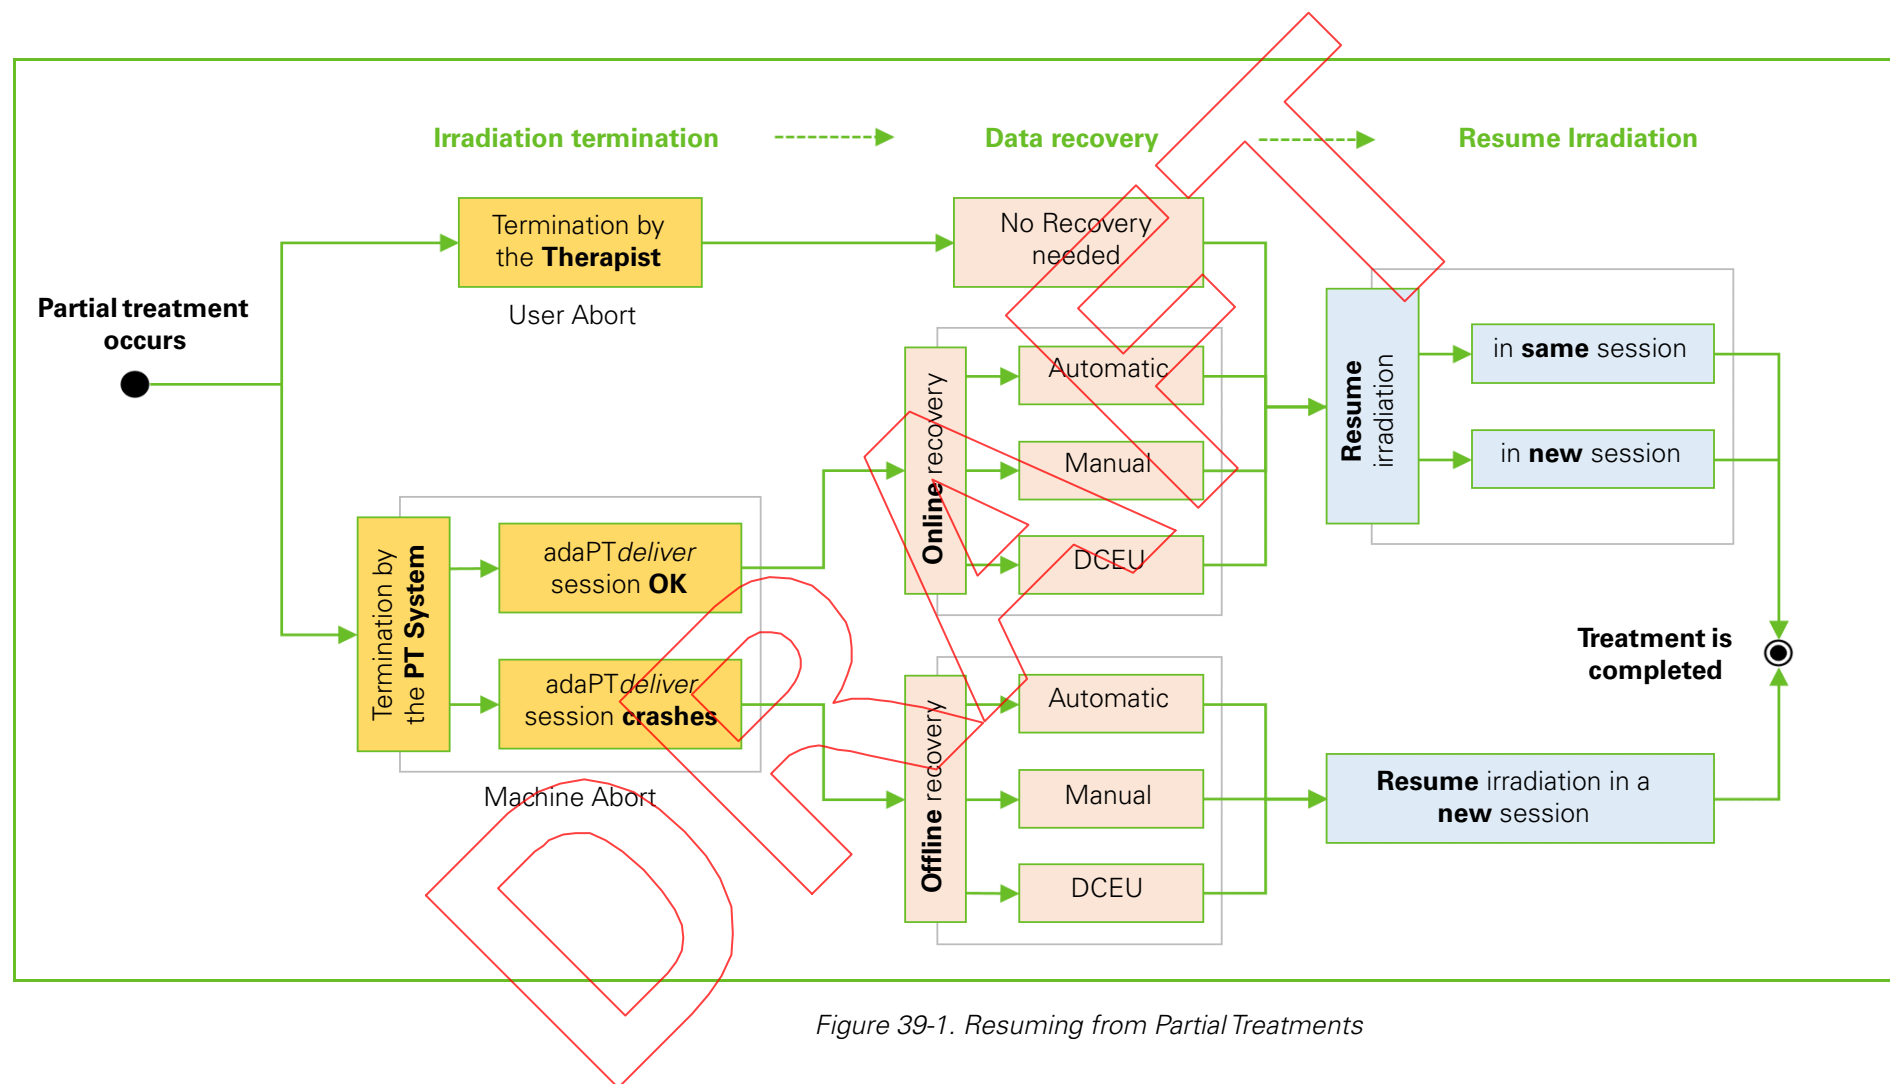 Irradiation termination
Data recovery
Resume Irradiation
Termination by
the Therapist
User Abort
No Recovery
needed
Partial treatment
occurs
Online recovery
Automatic
Manual
DCEU
Resume
irradiation
in same session
in new session
Termination by
the PT System
adaPTdeliver
session OK
adaPTdeliver
session crashes
Machine Abort
Offline recovery
Automatic
Manual
DCEU
Resume irradiation in a
new session
Treatment is
completed
DRAFT
Figure 39-1. Resuming from Partial Treatments